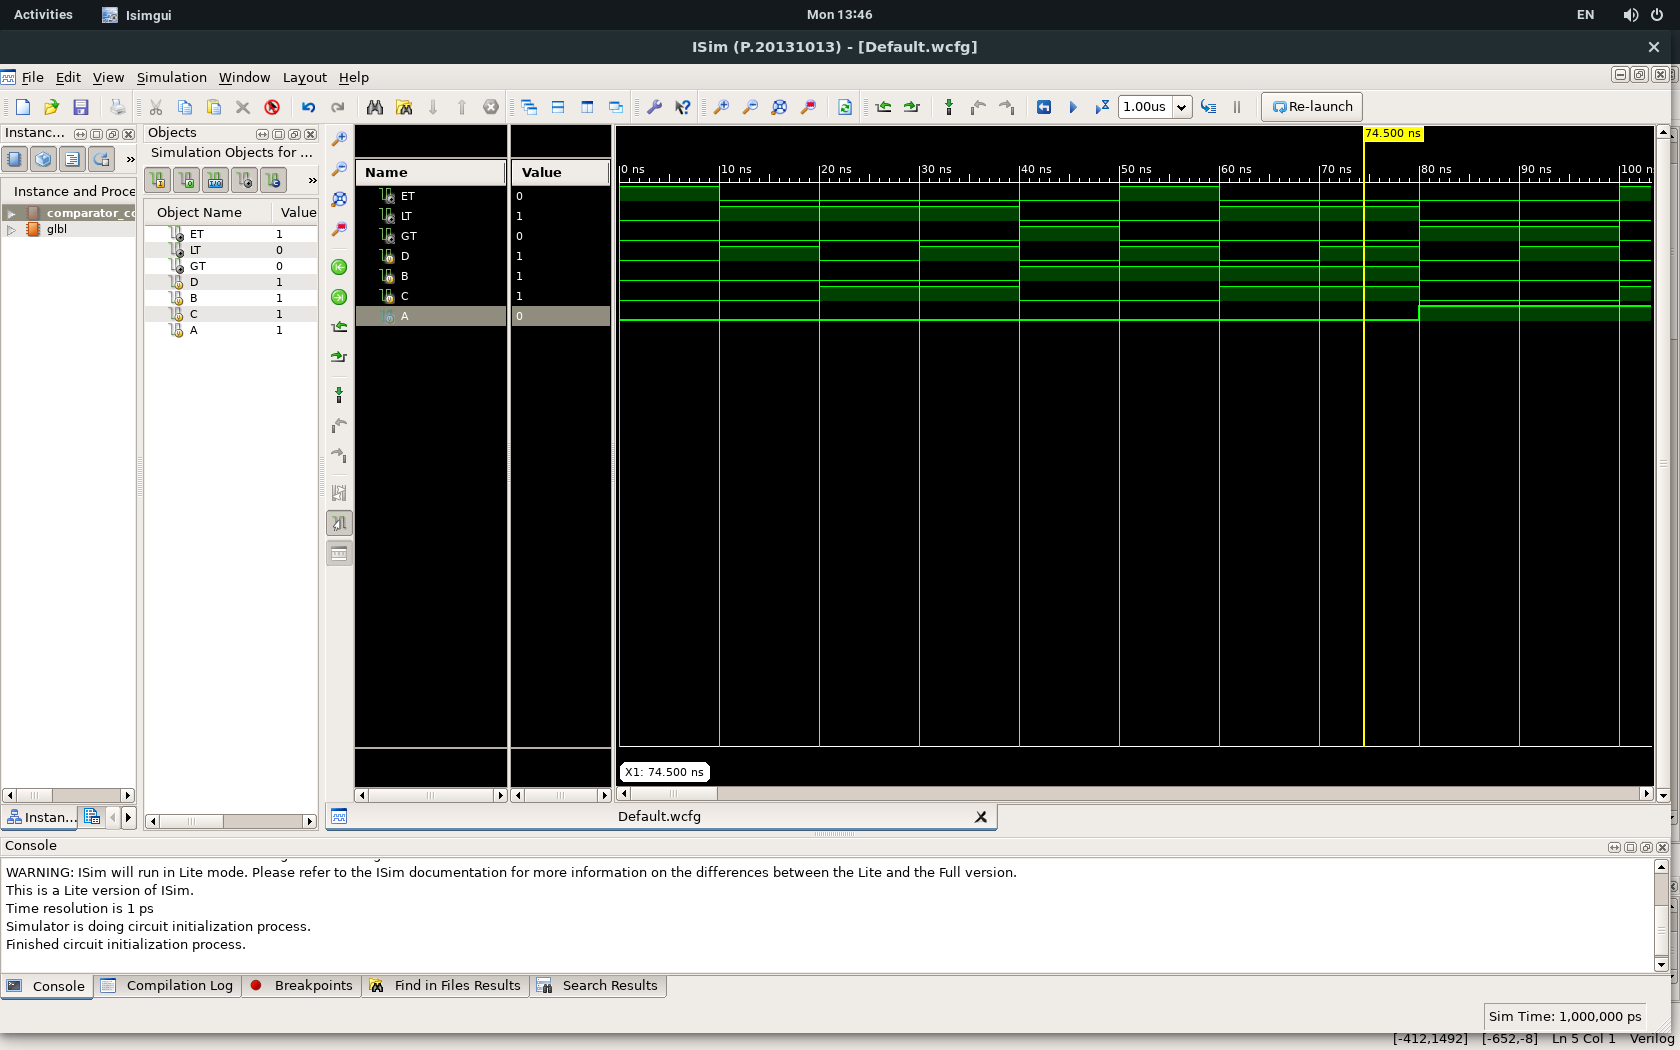 Activities Isimgui Mon 13:46 EN
ISim (P.20131013) - [Default.wcfg]
File Edit View Simulation Window Layout Help
1.00us Re-launch
Instanc...
»
Instance and Proce
comparator_cc
glbl
Instan...
Objects
Simulation Objects for ...
»
Object Name Value
ET 1
LT 0
GT 0
D 1
B 1
C 1
A 1
Name Value
ET 0
LT 1
GT 0
D 1
B 1
C 1
A 0
74.500 ns
0 ns 10 ns 20 ns 30 ns 40 ns 50 ns 60 ns 70 ns 80 ns 90 ns 100 n
X1: 74.500 ns
Default.wcfg
Console
WARNING: ISim will run in Lite mode. Please refer to the ISim documentation for more information on the differences between the Lite and the Full version.
This is a Lite version of ISim.
Time resolution is 1 ps
Simulator is doing circuit initialization process.
Finished circuit initialization process.
Console Compilation Log Breakpoints Find in Files Results Search Results
Sim Time: 1,000,000 ps
[-412,1492] [-652,-8] Ln 5 Col 1 Verilog